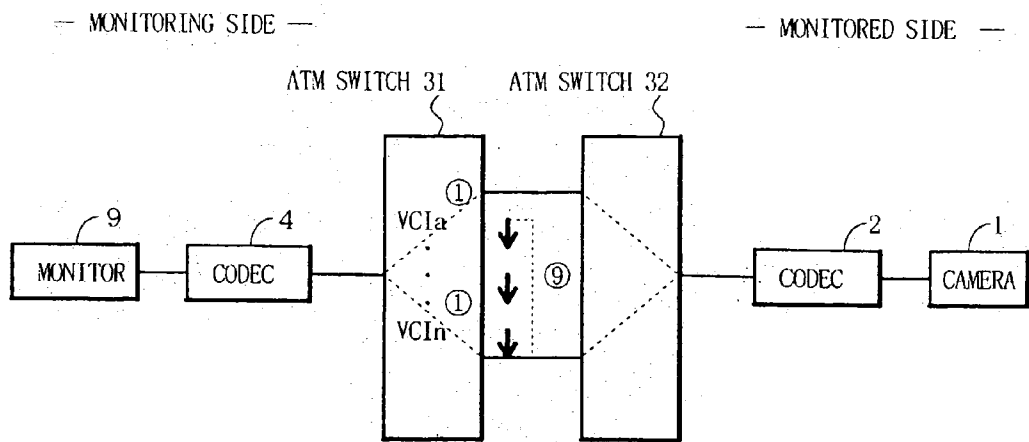 — MONITORING SIDE —
— MONITORED SIDE —
ATM SWITCH 31
ATM SWITCH 32
①
VCIa
9
4
2
1
MONITOR
CODEC
⑨
CODEC
CAMERA
①
VCIn